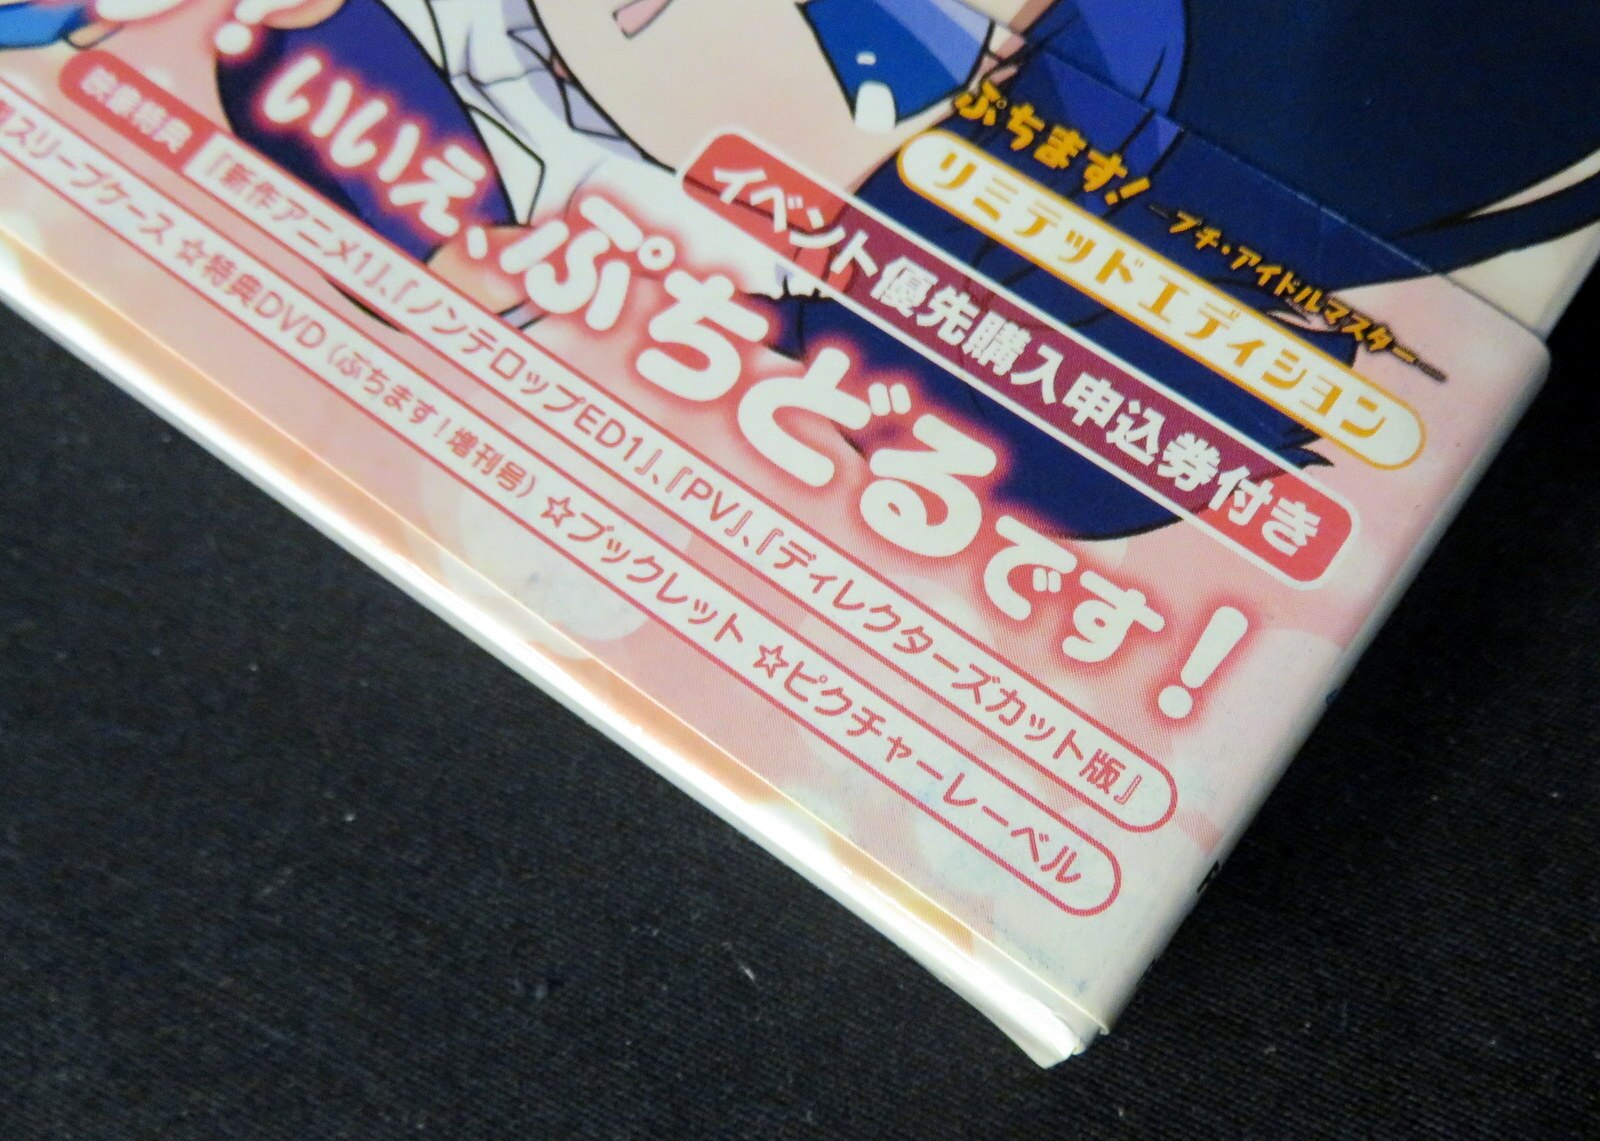 ぷちます! ―プチ・アイドルマスター―
リミテッドエディション
イベント優先購入申込券付き
?いいえ、ぷちどるです!
映像特典 『新作アニメ1』、『ノンテロップED1』、『PV』、『ディレクターズカット版』
スリーブケース ☆特典DVD(ぷちます!増刊号) ☆ブックレット ☆ピクチャーレーベル